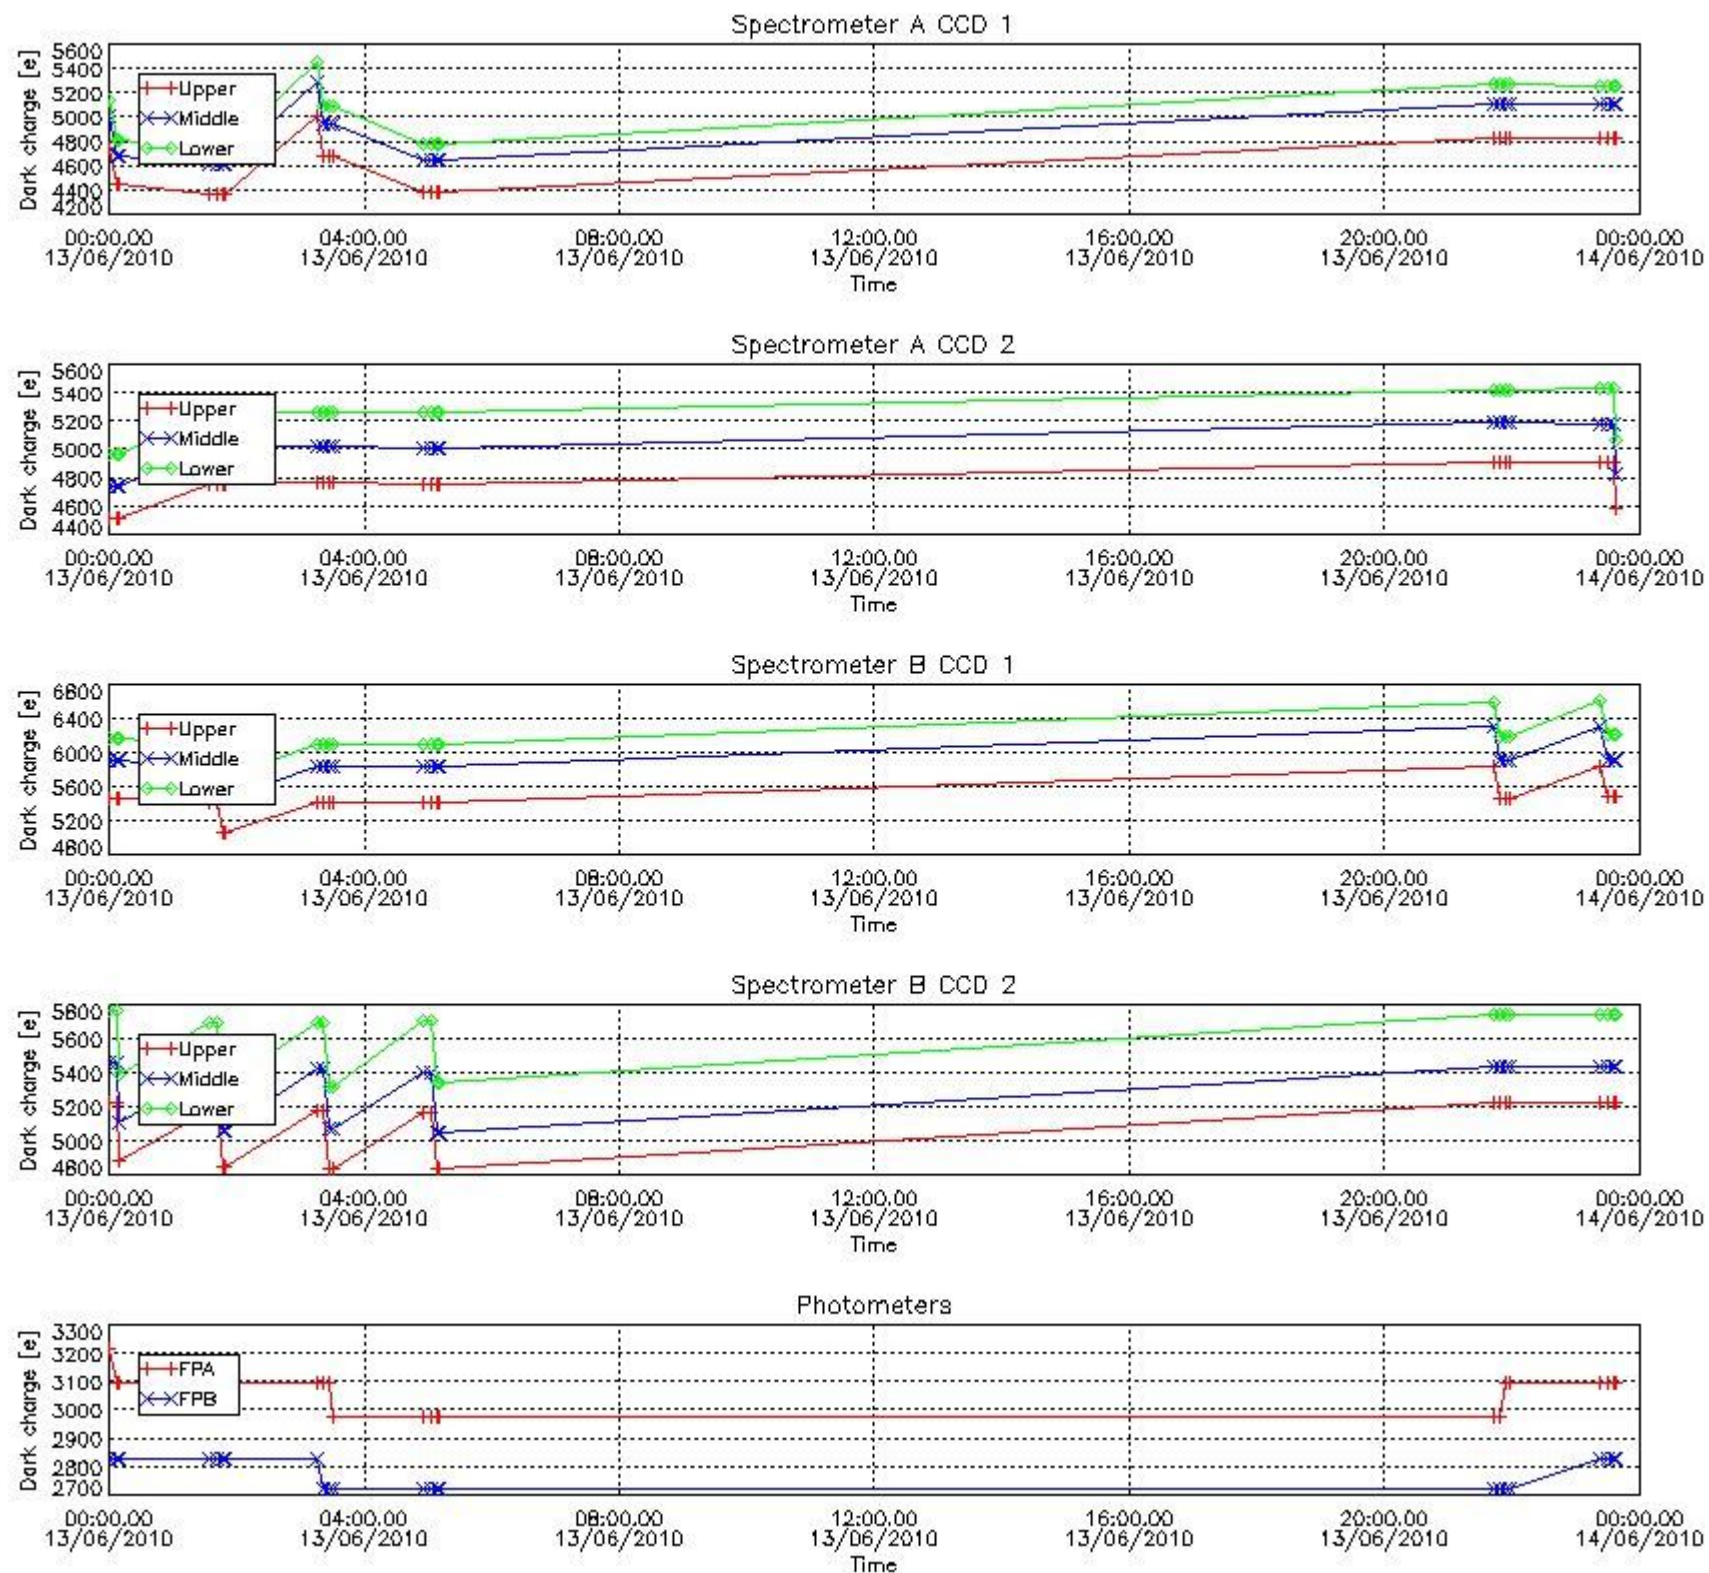 Spectrometer A CCD 1
Dark charge [e]
5600
5400
5200
5000
4800
4600
4400
4200
Upper
Middle
Lower
00:00.00 04:00.00 08:00.00 12:00.00 16:00.00 20:00.00 00:00.00
13/06/2010 13/06/2010 13/06/2010 13/06/2010 13/06/2010 13/06/2010 14/06/2010
Time
Spectrometer A CCD 2
Dark charge [e]
5600
5400
5200
5000
4800
4600
4400
Upper
Middle
Lower
00:00.00 04:00.00 08:00.00 12:00.00 16:00.00 20:00.00 00:00.00
13/06/2010 13/06/2010 13/06/2010 13/06/2010 13/06/2010 13/06/2010 14/06/2010
Time
Spectrometer B CCD 1
Dark charge [e]
6800
6400
6000
5600
5200
4800
Upper
Middle
Lower
00:00.00 04:00.00 08:00.00 12:00.00 16:00.00 20:00.00 00:00.00
13/06/2010 13/06/2010 13/06/2010 13/06/2010 13/06/2010 13/06/2010 14/06/2010
Time
Spectrometer B CCD 2
Dark charge [e]
5800
5600
5400
5200
5000
4800
Upper
Middle
Lower
00:00.00 04:00.00 08:00.00 12:00.00 16:00.00 20:00.00 00:00.00
13/06/2010 13/06/2010 13/06/2010 13/06/2010 13/06/2010 13/06/2010 14/06/2010
Time
Photometers
Dark charge [e]
3300
3200
3100
3000
2900
2800
2700
FPA
FPB
00:00.00 04:00.00 08:00.00 12:00.00 16:00.00 20:00.00 00:00.00
13/06/2010 13/06/2010 13/06/2010 13/06/2010 13/06/2010 13/06/2010 14/06/2010
Time